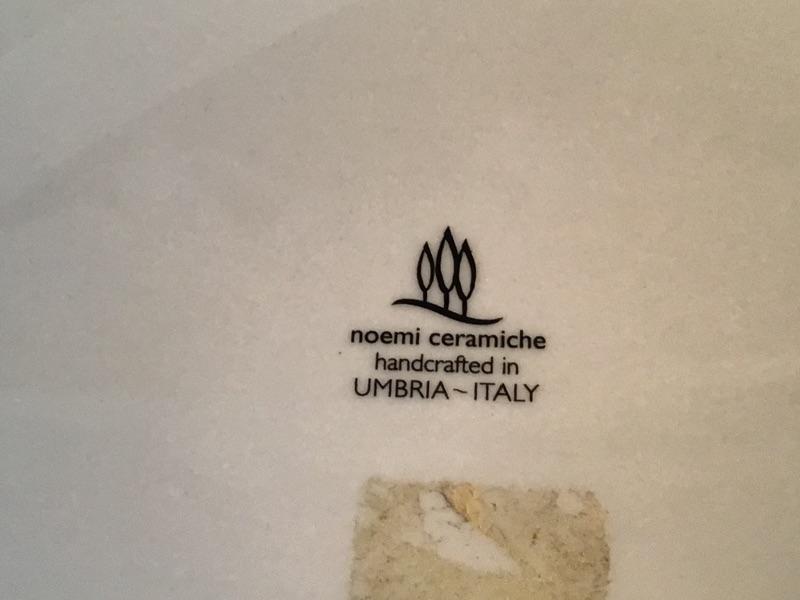 noemi ceramiche
handcrafted in
UMBRIA ~ ITALY